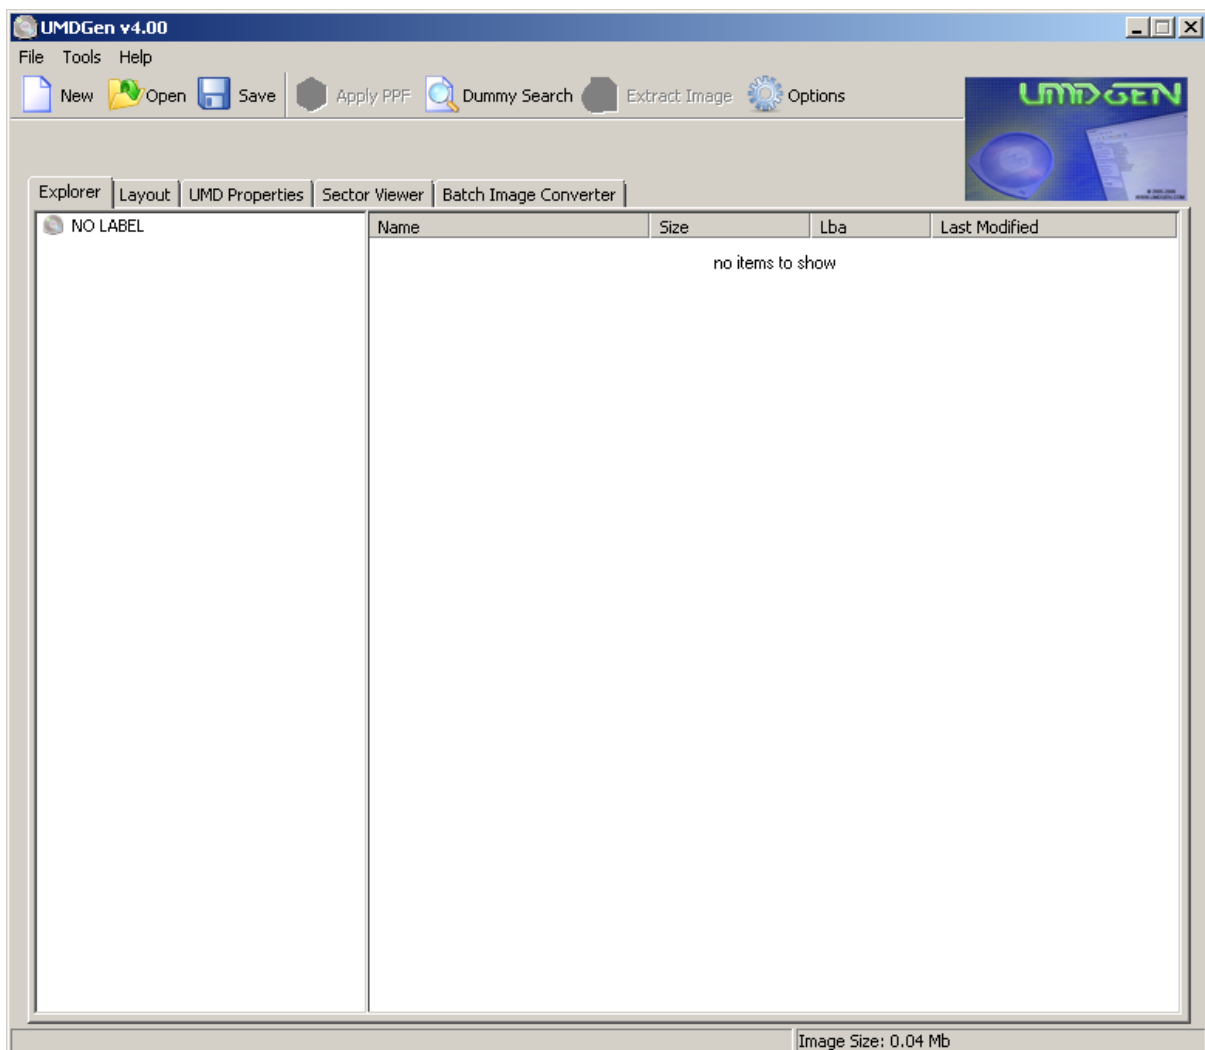 UMDGen v4.00
File Tools Help
New Open Save Apply PPF Dummy Search Extract Image Options
UMDGEN
Explorer Layout UMD Properties Sector Viewer Batch Image Converter
NO LABEL
Name Size Lba Last Modified
no items to show
Image Size: 0.04 Mb